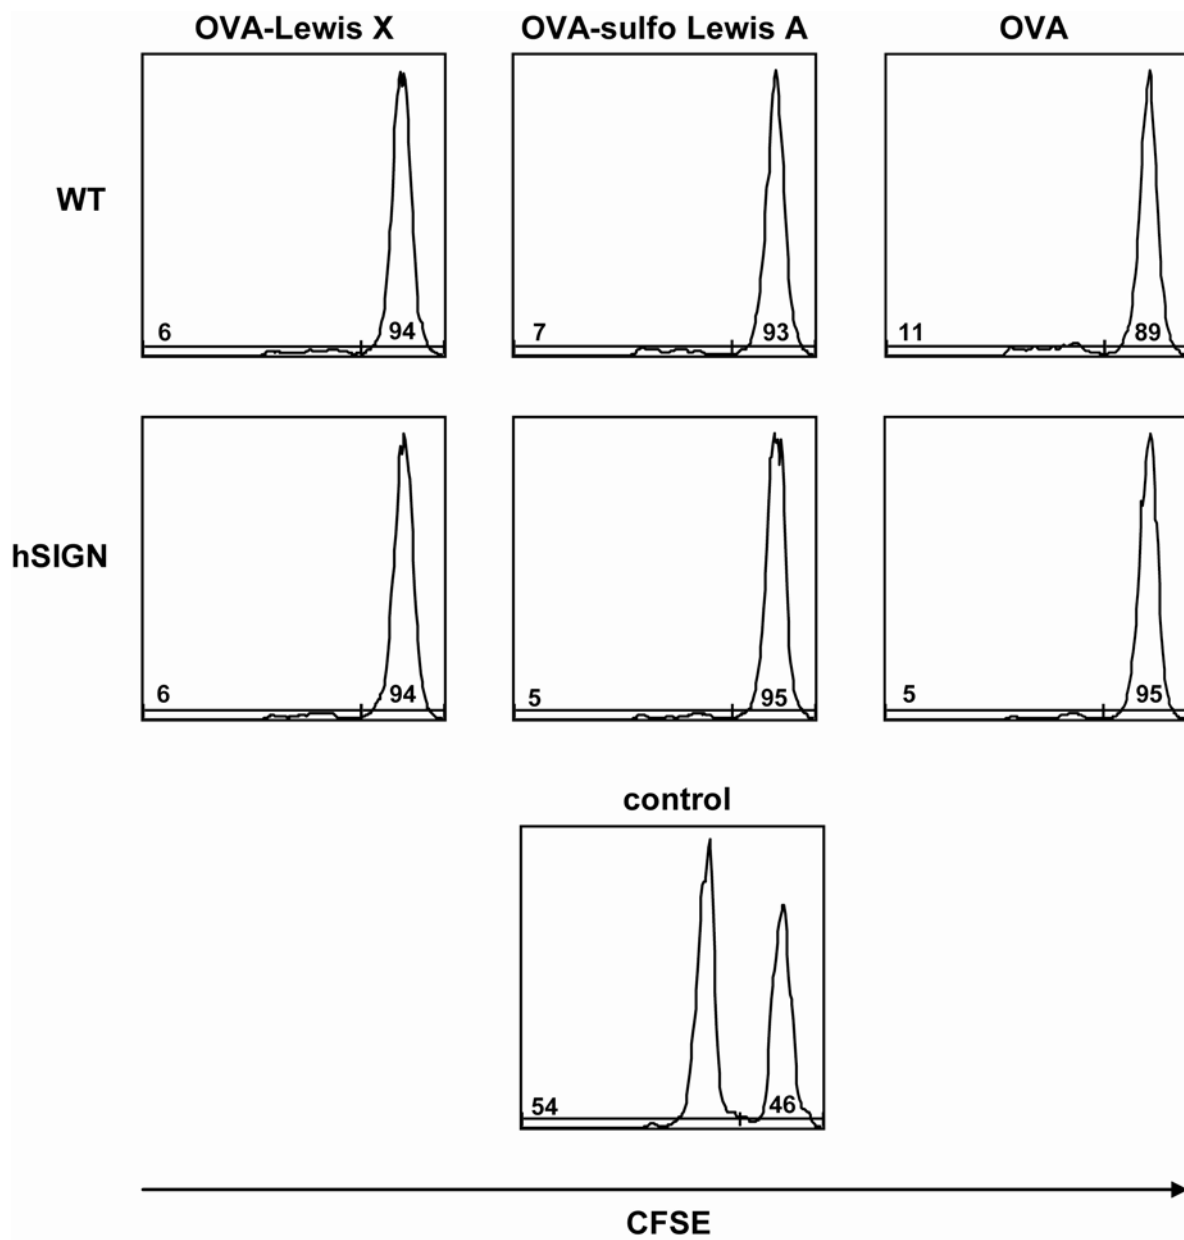 OVA-Lewis X OVA-sulfo Lewis A OVA
WT
6 94 7 93 11 89
hSIGN
6 94 5 95 5 95
control
54 46
CFSE